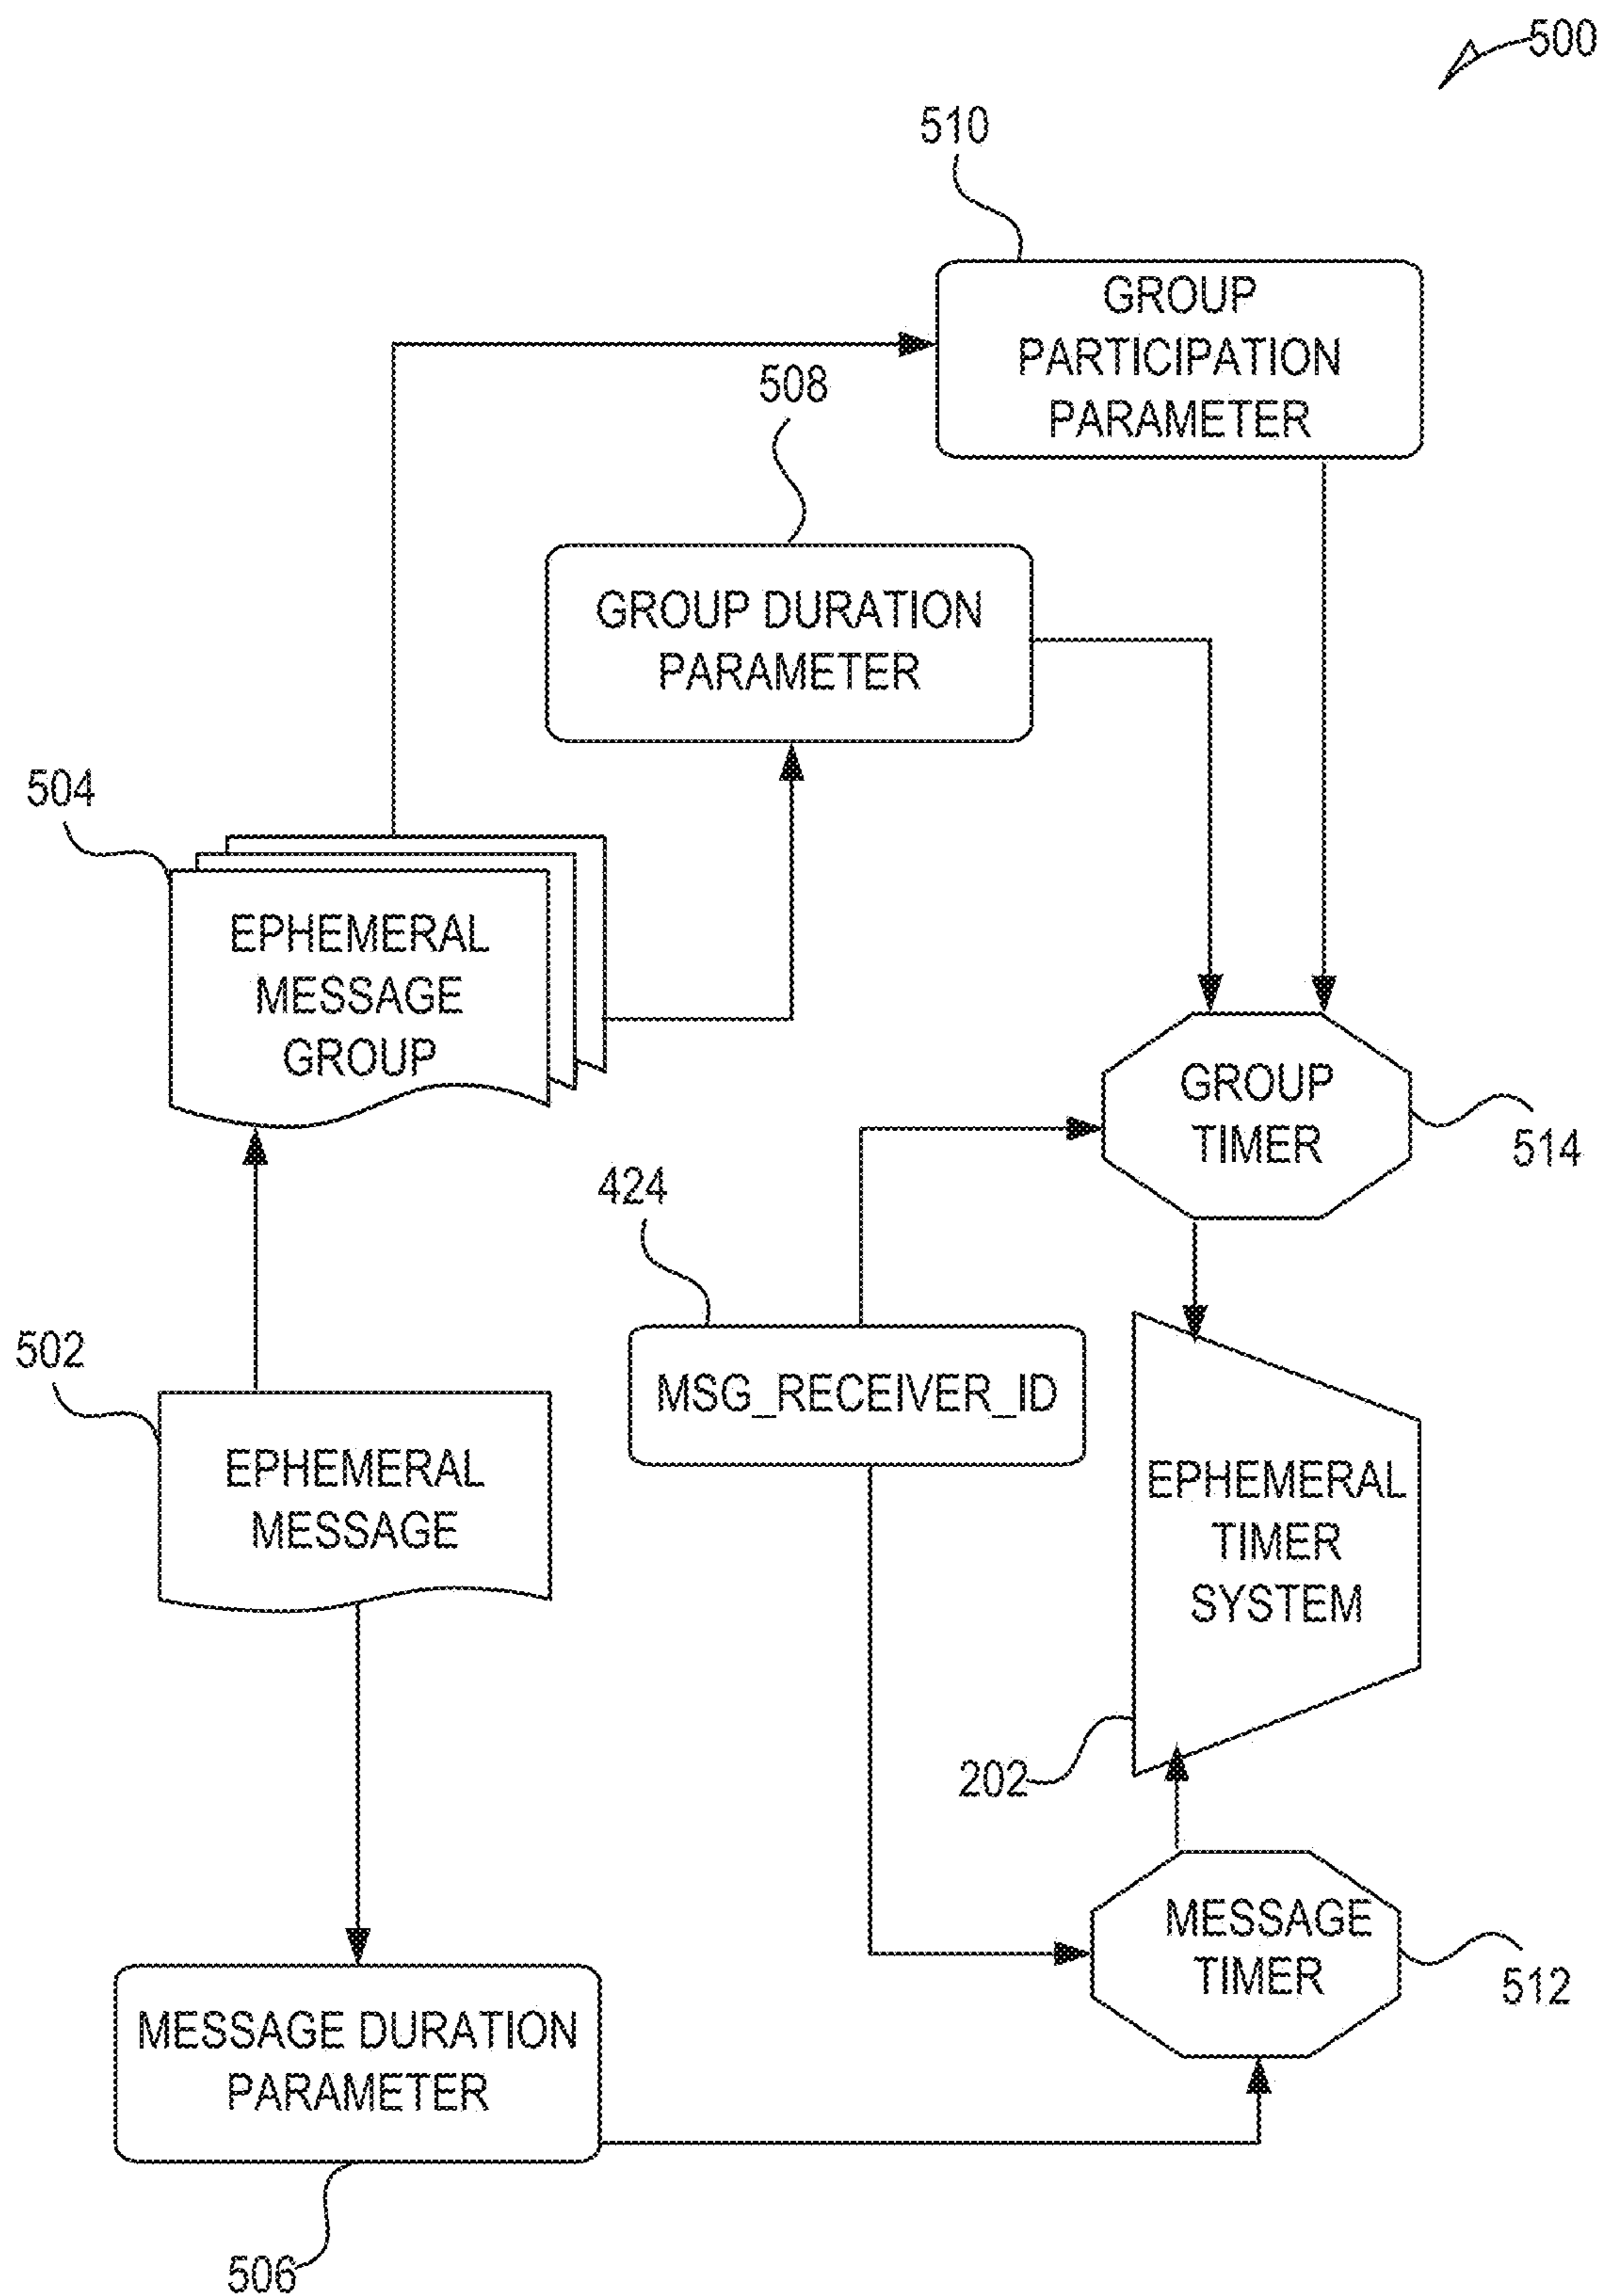 500
510
GROUP
PARTICIPATION
PARAMETER
508
GROUP DURATION
PARAMETER
504
EPHEMERAL
MESSAGE
GROUP
GROUP
TIMER
514
424
MSG_RECEIVER_ID
502
EPHEMERAL
MESSAGE
EPHEMERAL
TIMER
SYSTEM
202
MESSAGE
TIMER
512
MESSAGE DURATION
PARAMETER
506